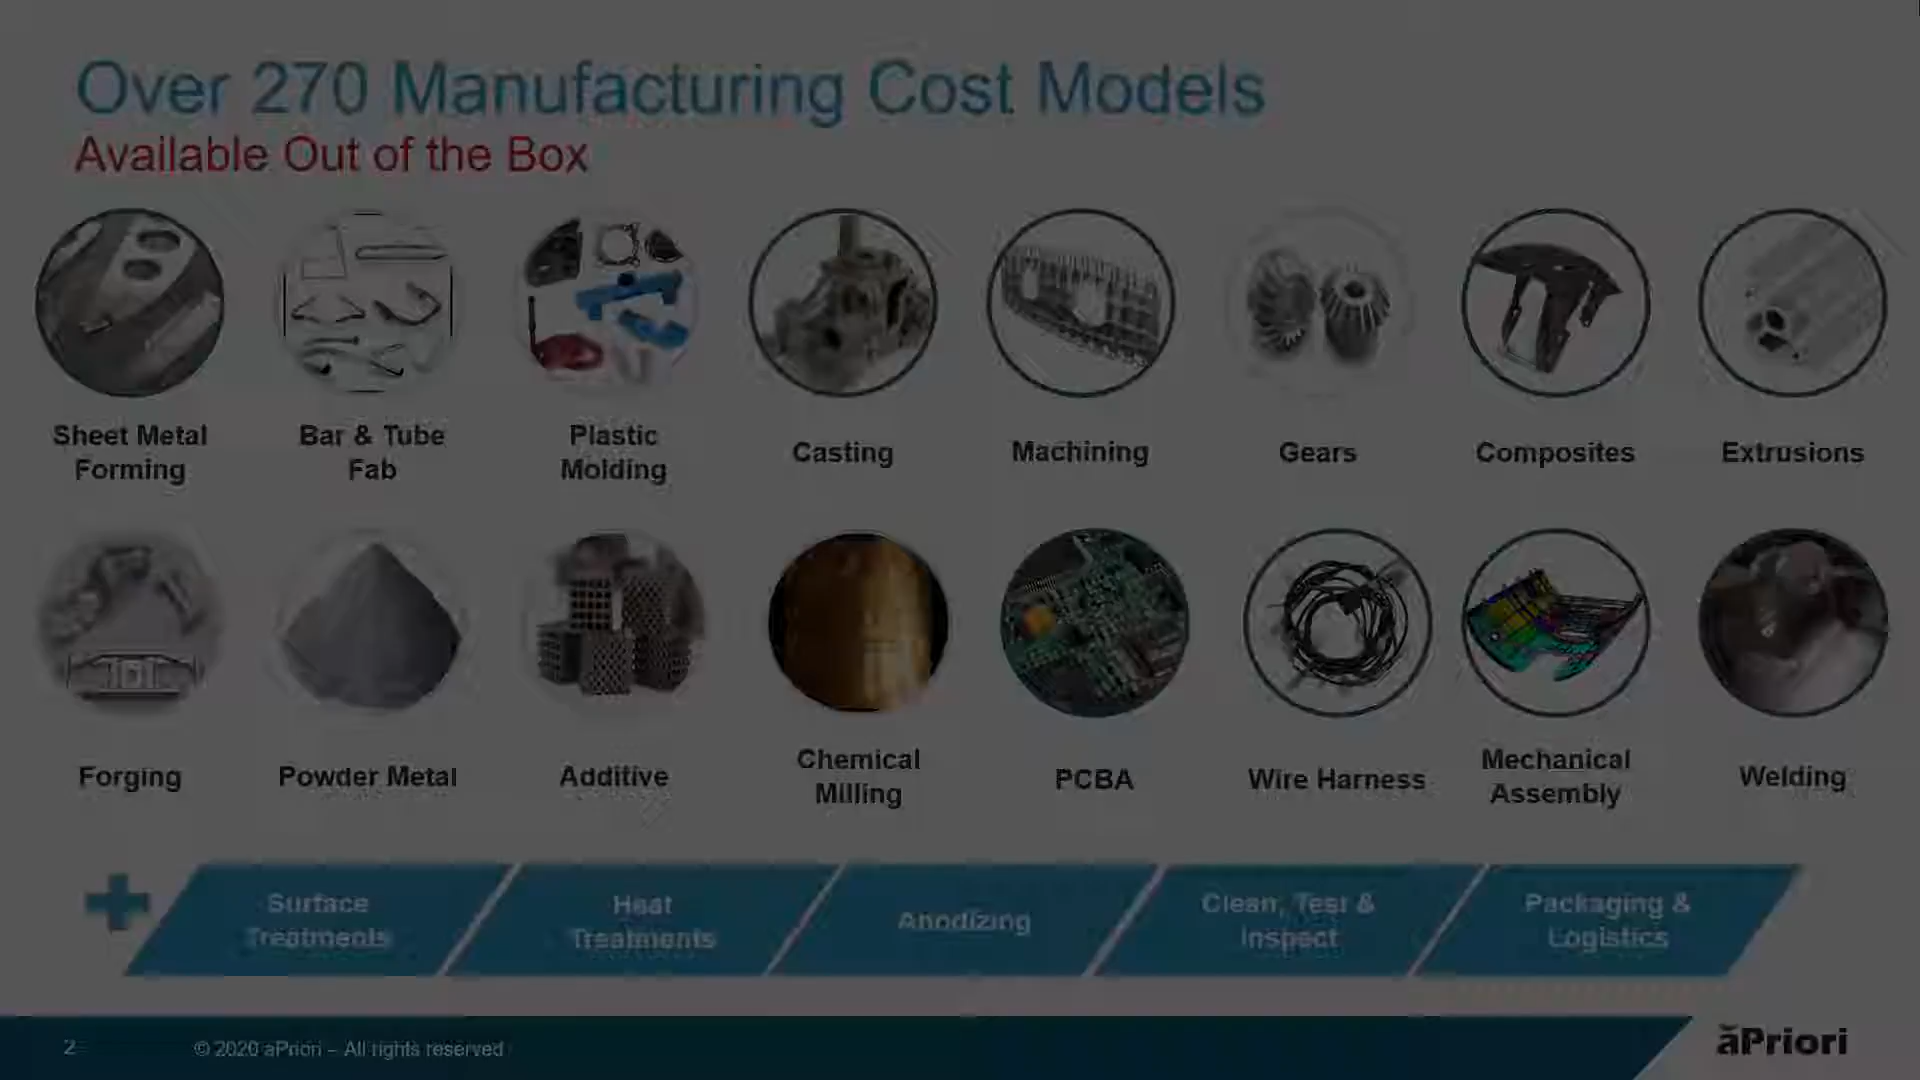 Over 270 Manufacturing Cost Models
Available Out of the Box
Sheet Metal
Forming
Bar & Tube
Fab
Plastic
Molding
Casting
Machining
Gears
Composites
Extrusions
Forging
Powder Metal
Additive
Chemical
Milling
PCBA
Wire Harness
Mechanical
Assembly
Welding
Surface
Treatments
Heat
Treatments
Anodizing
Clean, Test &
Inspect
Packaging &
Logistics
2
© 2020 aPriori – All rights reserved
ăPriori